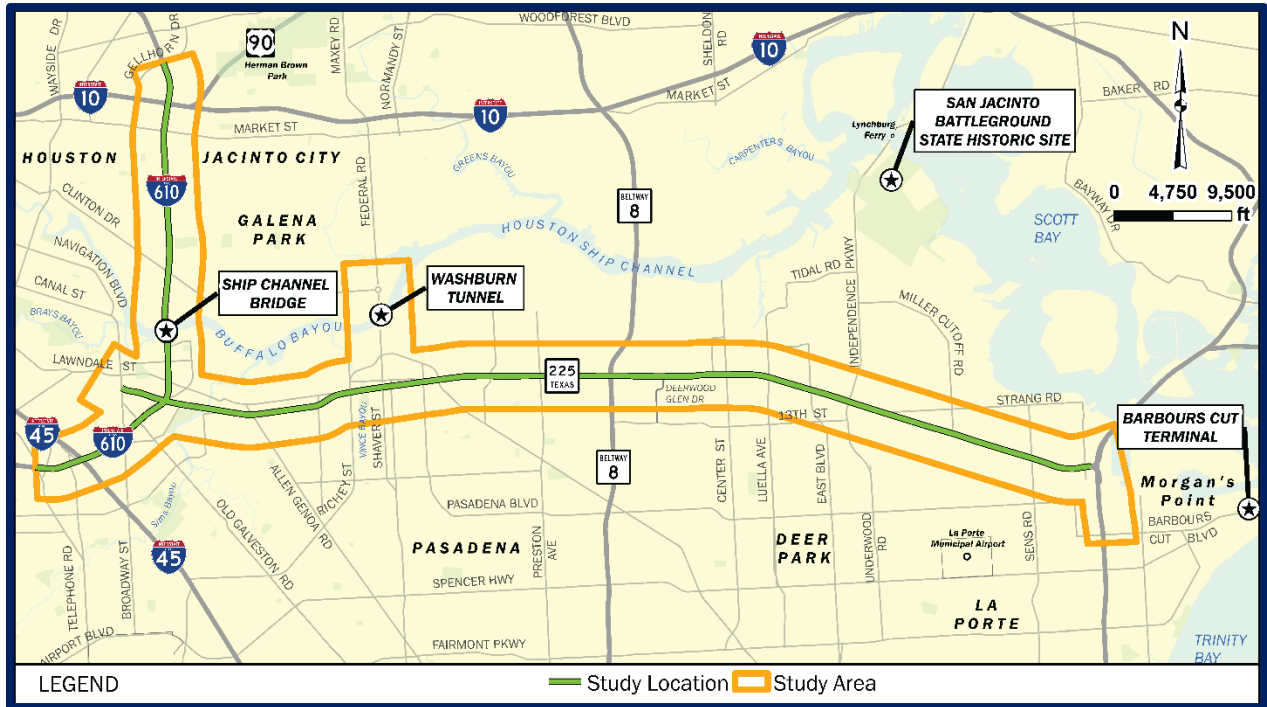 WOODFOREST BLVD
WAYSIDE DR
GELLHORN DR
90
Herman Brown
Park
MAXEY RD
NORMANDY ST
SHELDON
RD
10
N
10
MARKET ST
10
MARKET ST
BAKER RD
SAN JACINTO
BATTLEGROUND
STATE HISTORIC SITE
Lynchburg
Ferry
HOUSTON
JACINTO CITY
GREENS BAYOU
CARPENTERS BAYOU
0 4,750 9,500
ft
610
FEDERAL RD
BELTWAY
8
BAYWAY DR
CLINTON DR
GALENA
PARK
HOUSTON SHIP CHANNEL
SCOTT
BAY
NAVIGATION BLVD
CANAL ST
SHIP CHANNEL
BRIDGE
WASHBURN
TUNNEL
TIDAL RD
INDEPENDENCE PKWY
MILLER CUTOFF RD
BRAYS BAYOU
BUFFALO BAYOU
LAWNDALE ST
225
TEXAS
DEERWOOD
GLEN DR
13TH ST
STRANG RD
BARBOURS CUT
TERMINAL
45
610
VINCE BAYOU
SHAVER ST
RICHEY ST
ALLEN GENOA RD
OLD GALVESTON RD
BELTWAY
8
CENTER ST
LUELLA AVE
EAST BLVD
UNDERWOOD
RD
SENS RD
Morgan's
Point
BARBOURS
CUT BLVD
Sims Bayou
45
PASADENA BLVD
PASADENA
PRESTON
AVE
DEER
PARK
La Porte
Municipal Airport
TELEPHONE RD
BROADWAY ST
SPENCER HWY
LA
PORTE
AIRPORT BLVD
FAIRMONT PKWY
TRINITY
BAY
LEGEND
Study Location
Study Area